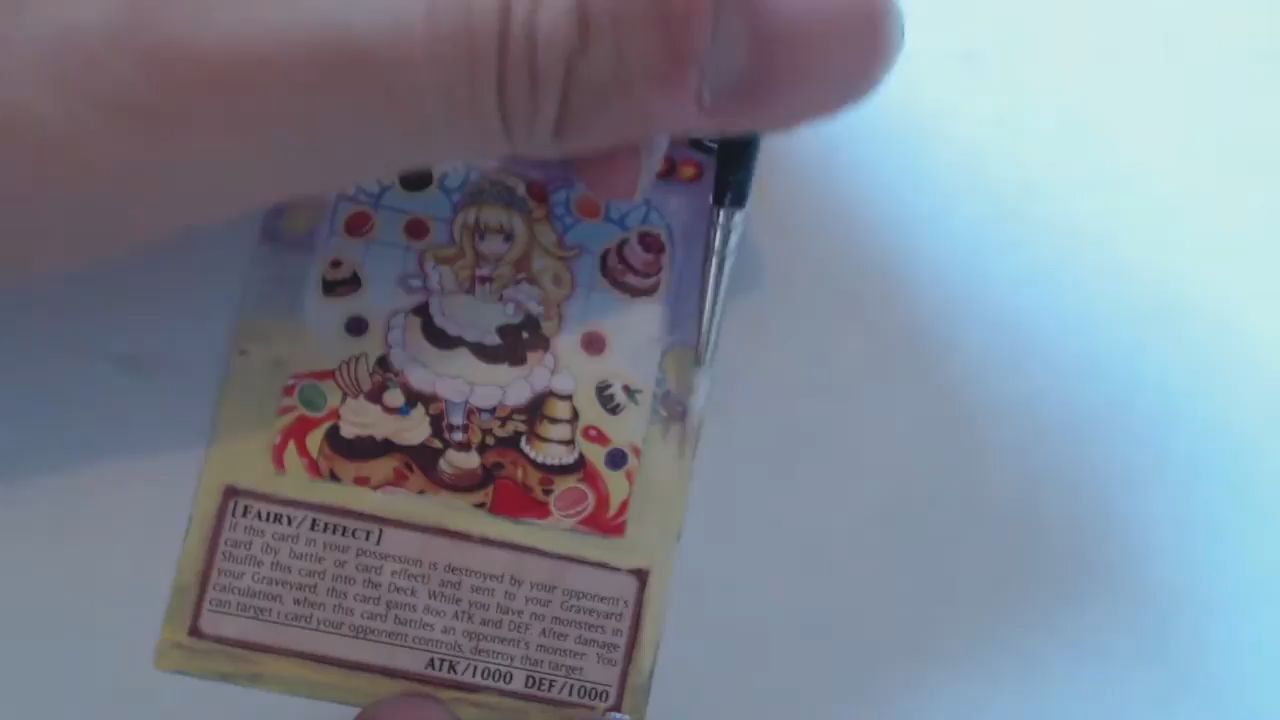 [FAIRY/EFFECT]
If this card in your possession is destroyed by your opponent's
card (by battle or card effect) and sent to your Graveyard:
Shuffle this card into the Deck. While you have no monsters in
your Graveyard, this card gains 800 ATK and DEF. After damage
calculation, when this card battles an opponent's monster: You
can target 1 card your opponent controls, destroy that target.
ATK/1000 DEF/1000